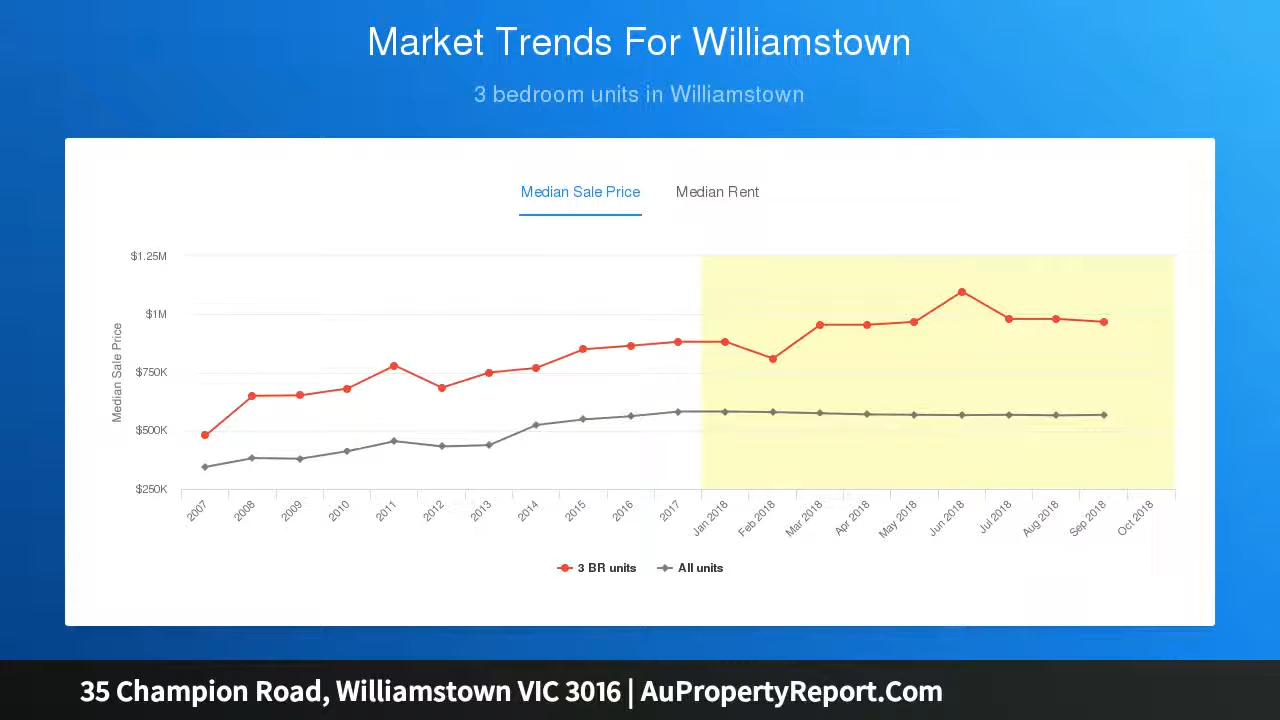 Market Trends For Williamstown
3 bedroom units in Williamstown
Median Sale Price
Median Rent
$1.25M
$1M
$750K
$500K
$250K
Median Sale Price
2007
2008
2009
2010
2011
2012
2013
2014
2015
2016
2017
Jan 2018
Feb 2018
Mar 2018
Apr 2018
May 2018
Jun 2018
Jul 2018
Aug 2018
Sep 2018
Oct 2018
3 BR units
All units
35 Champion Road, Williamstown VIC 3016 | AuPropertyReport.Com